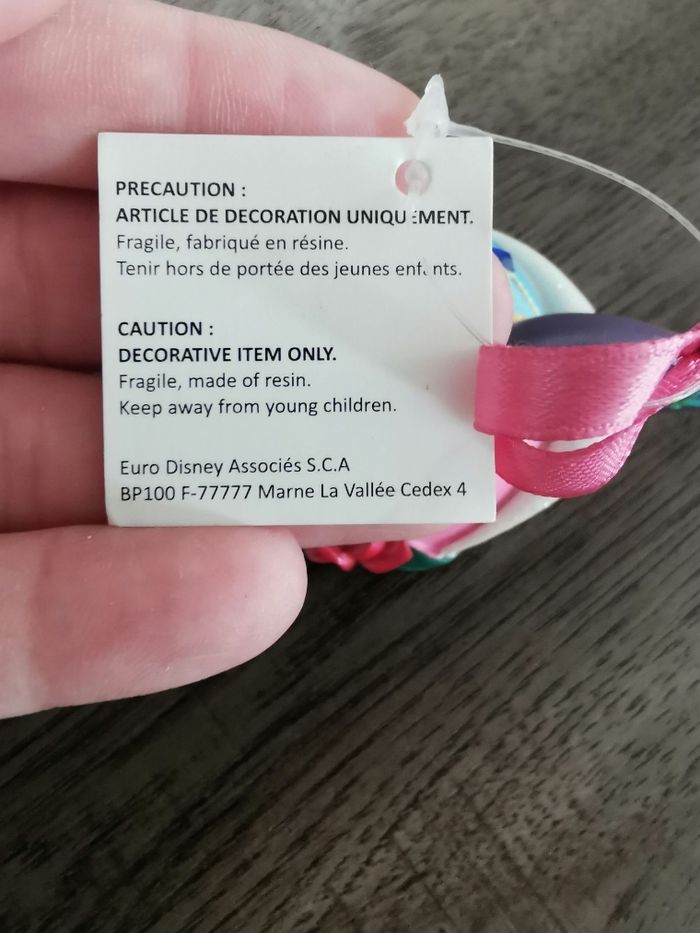 PRECAUTION :
ARTICLE DE DECORATION UNIQUEMENT.
Fragile, fabriqué en résine.
Tenir hors de portée des jeunes enfants.
CAUTION :
DECORATIVE ITEM ONLY.
Fragile, made of resin.
Keep away from young children.
Euro Disney Associés S.C.A
BP100 F-77777 Marne La Vallée Cedex 4